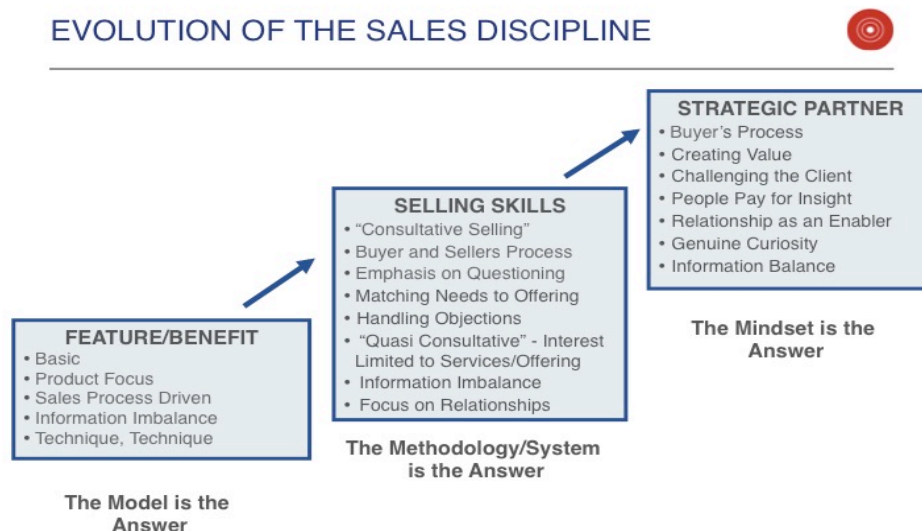 EVOLUTION OF THE SALES DISCIPLINE
FEATURE/BENEFIT
• Basic
• Product Focus
• Sales Process Driven
• Information Imbalance
• Technique, Technique
The Model is the
Answer
SELLING SKILLS
• “Consultative Selling”
• Buyer and Sellers Process
• Emphasis on Questioning
• Matching Needs to Offering
• Handling Objections
• “Quasi Consultative” - Interest
Limited to Services/Offering
• Information Imbalance
• Focus on Relationships
The Methodology/System
is the Answer
STRATEGIC PARTNER
• Buyer’s Process
• Creating Value
• Challenging the Client
• People Pay for Insight
• Relationship as an Enabler
• Genuine Curiosity
• Information Balance
The Mindset is the
Answer